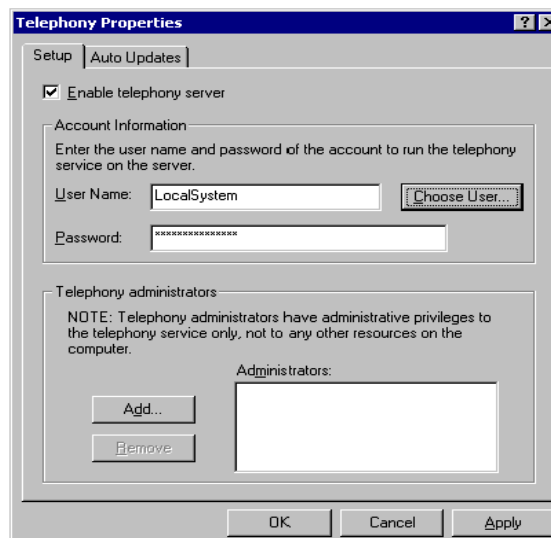 Telephony Properties
Setup Auto Updates
Enable telephony server
Account Information
Enter the user name and password of the account to run the telephony
service on the server.
User Name: LocalSystem Choose User...
Password: ***************
Telephony administrators
NOTE: Telephony administrators have administrative privileges to
the telephony service only, not to any other resources on the
computer.
Administrators:
Add...
Remove
OK Cancel Apply